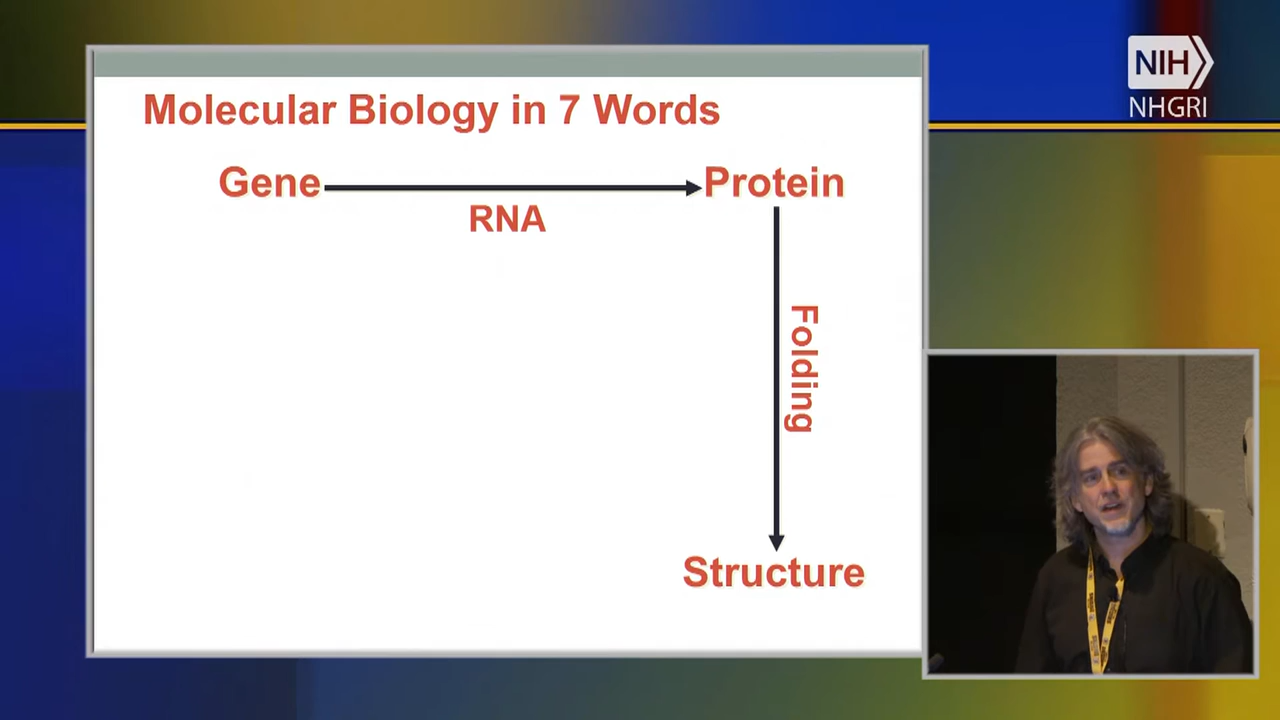 NIH
NHGRI
Molecular Biology in 7 Words
Gene
Protein
RNA
Folding
Structure